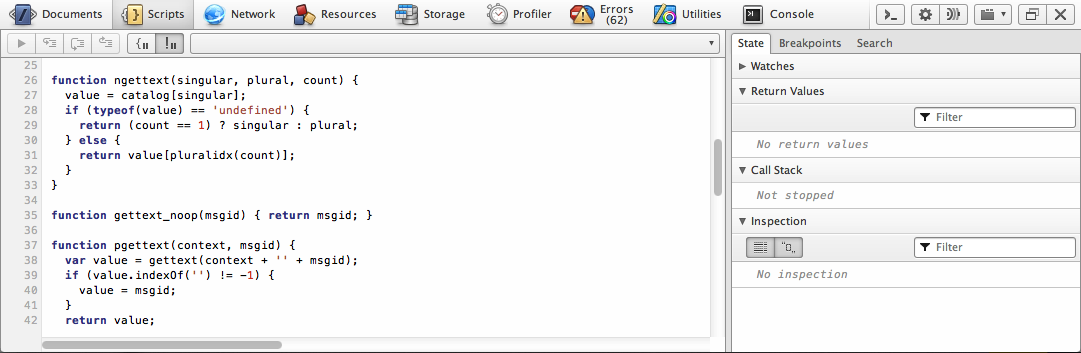 Documents Scripts Network Resources Storage Profiler Errors (62) Utilities Console
State Breakpoints Search
Watches
Return Values
Filter
No return values
Call Stack
Not stopped
Inspection
Filter
No inspection
25
26 function ngettext(singular, plural, count) {
27   value = catalog[singular];
28   if (typeof(value) == 'undefined') {
29     return (count == 1) ? singular : plural;
30   } else {
31     return value[pluralidx(count)];
32   }
33 }
34
35 function gettext_noop(msgid) { return msgid; }
36
37 function pgettext(context, msgid) {
38   var value = gettext(context + '' + msgid);
39   if (value.indexOf('') != -1) {
40     value = msgid;
41   }
42   return value;